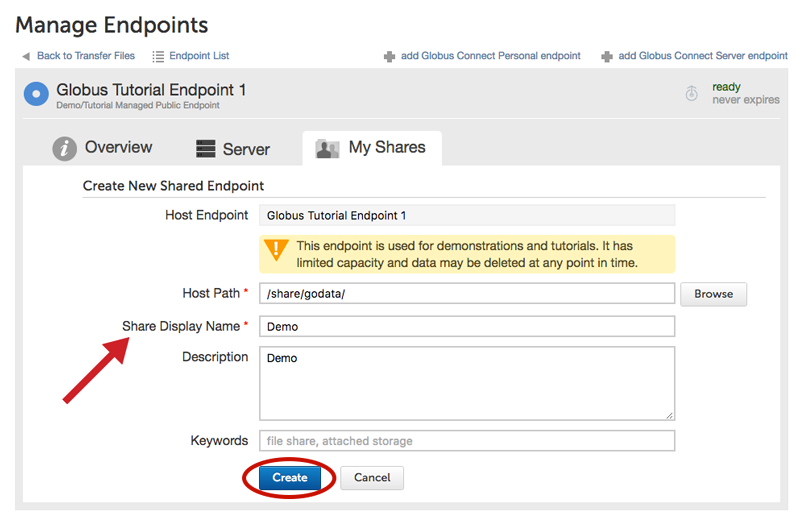 Manage Endpoints
Back to Transfer Files
Endpoint List
add Globus Connect Personal endpoint
add Globus Connect Server endpoint
Globus Tutorial Endpoint 1
Demo/Tutorial Managed Public Endpoint
ready
never expires
Overview
Server
My Shares
Create New Shared Endpoint
Host Endpoint
Globus Tutorial Endpoint 1
This endpoint is used for demonstrations and tutorials. It has
limited capacity and data may be deleted at any point in time.
Host Path *
/share/godata/
Browse
Share Display Name *
Demo
Description
Demo
Keywords
file share, attached storage
Create
Cancel